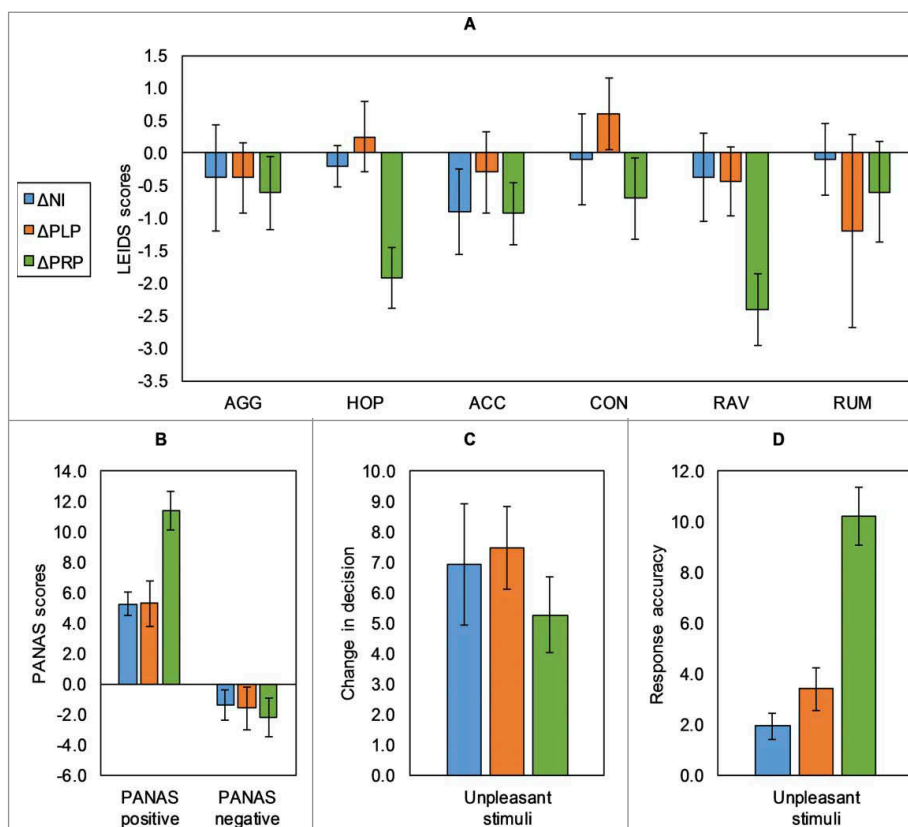 A
LEIDS scores
1.5
1.0
0.5
0.0
-0.5
-1.0
-1.5
-2.0
-2.5
-3.0
-3.5
AGG HOP ACC CON RAV RUM
ΔNI
ΔPLP
ΔPRP
B
PANAS scores
14.0
12.0
10.0
8.0
6.0
4.0
2.0
0.0
-2.0
-4.0
-6.0
PANAS PANAS
positive negative
C
Change in decision
10.0
9.0
8.0
7.0
6.0
5.0
4.0
3.0
2.0
1.0
0.0
Unpleasant
stimuli
D
Response accuracy
12.0
10.0
8.0
6.0
4.0
2.0
0.0
Unpleasant
stimuli